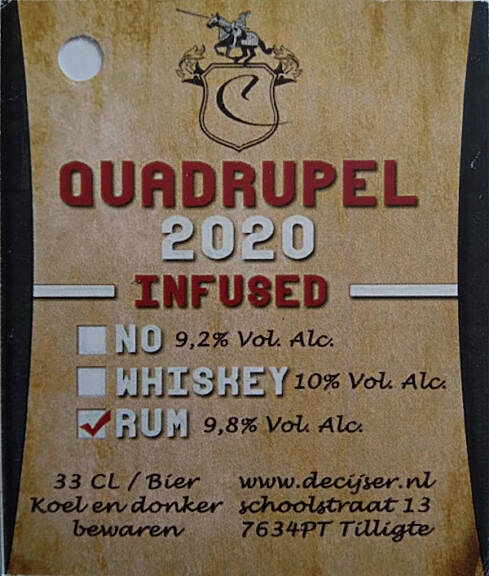 C
QUADRUPEL
2020
INFUSED
NO 9,2% Vol. Alc.
WHISKEY 10% Vol. Alc.
RUM 9,8% Vol. Alc.
33 CL / Bier
Koel en donker
bewaren
www.decijser.nl
schoolstraat 13
7634PT Tilligte